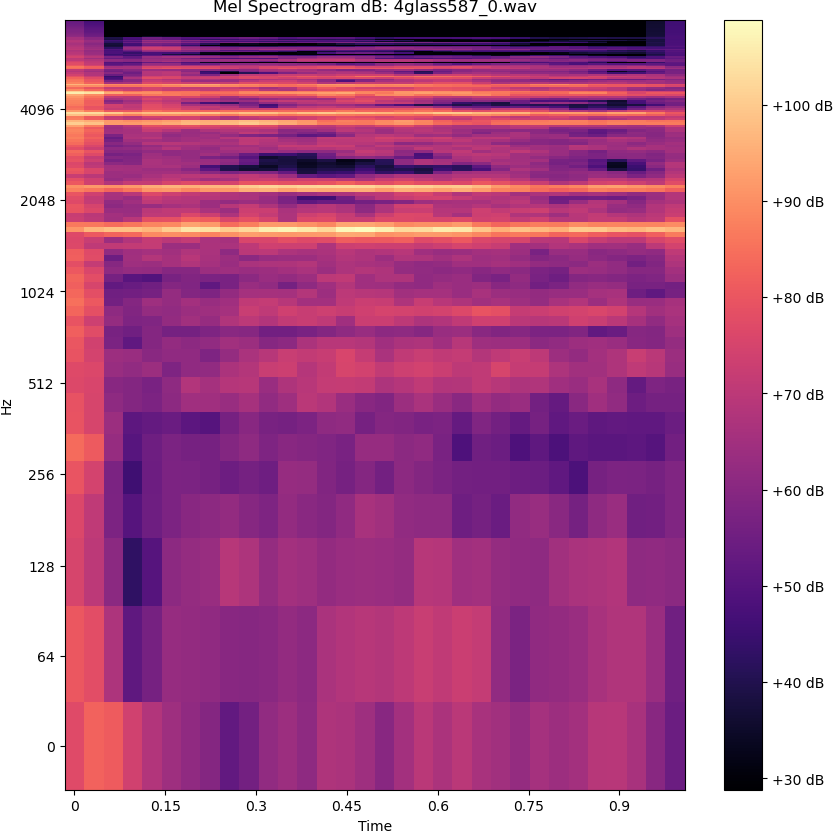 Mel Spectrogram dB: 4glass587_0.wav
4096
2048
1024
512
256
128
64
0
Hz
0
0.15
0.3
0.45
0.6
0.75
0.9
Time
+100 dB
+90 dB
+80 dB
+70 dB
+60 dB
+50 dB
+40 dB
+30 dB